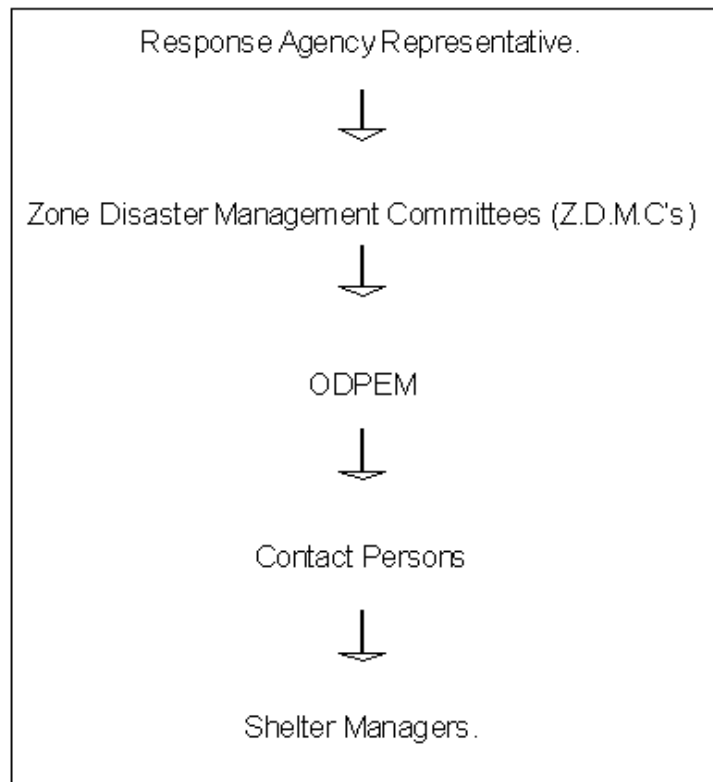 Response Agency Representative.
Zone Disaster Management Committees (Z.D.M.C's)
ODPEM
Contact Persons
Shelter Managers.